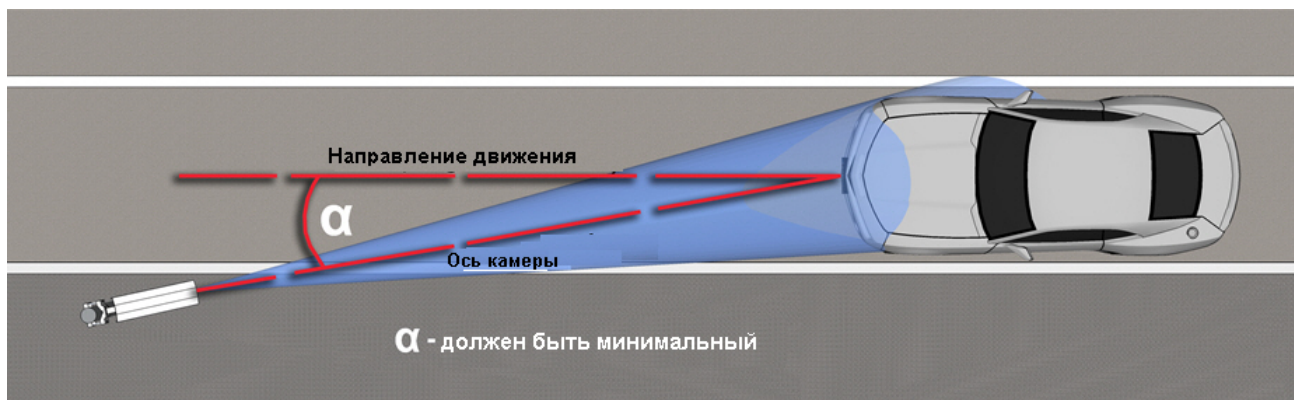 Направление движения
α
Ось камеры
α - должен быть минимальный